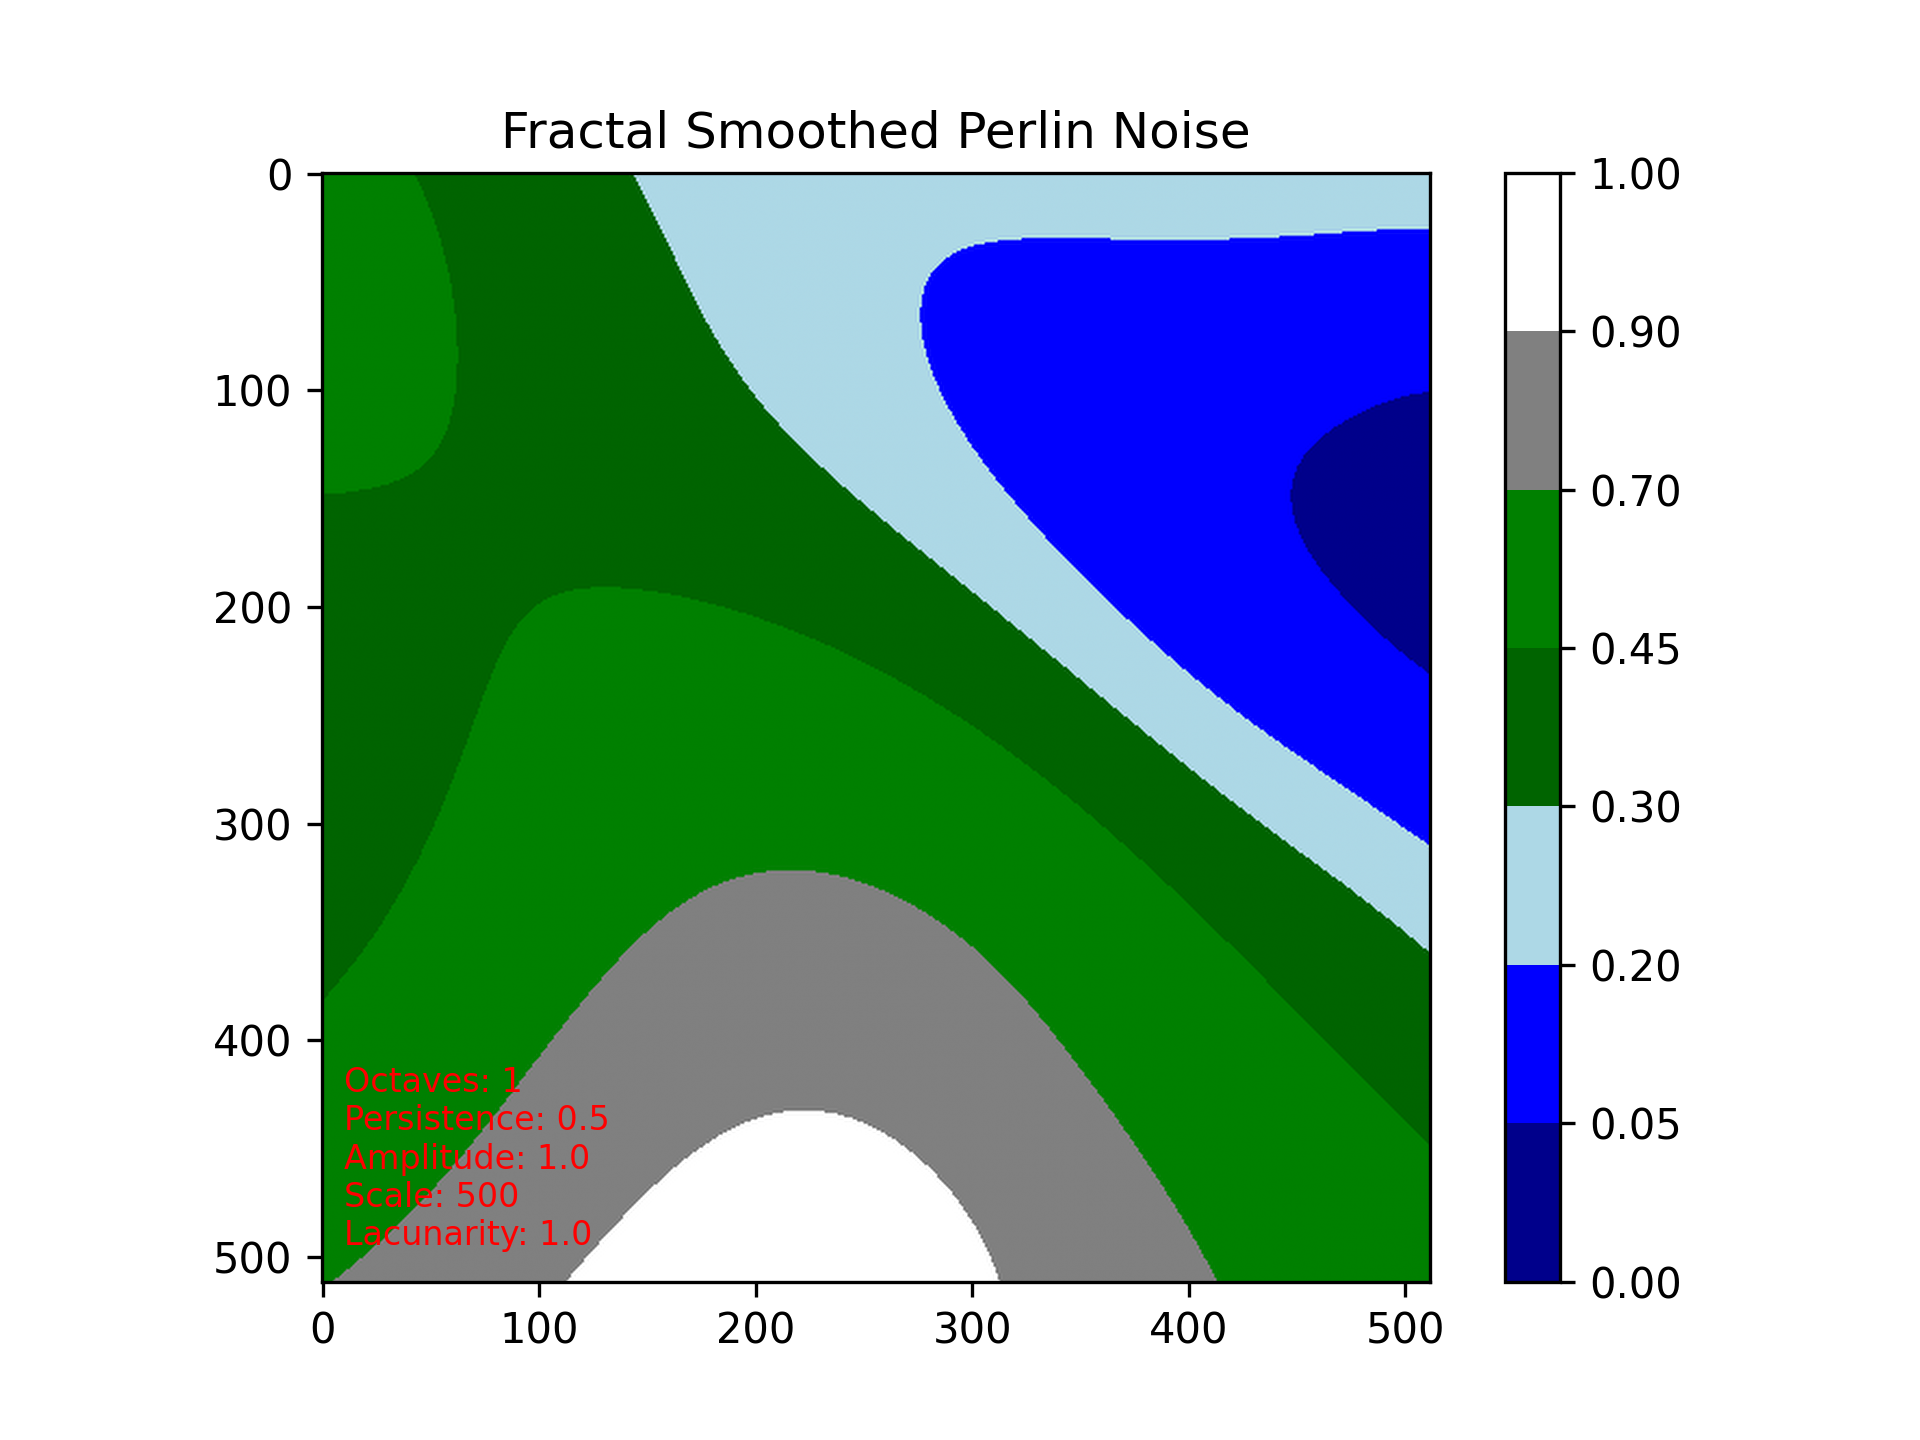 Fractal Smoothed Perlin Noise
0
100
200
300
400
500
Octaves: 1
Persistence: 0.5
Amplitude: 1.0
Scale: 500
Lacunarity: 1.0
0 100 200 300 400 500
1.00
0.90
0.70
0.45
0.30
0.20
0.05
0.00